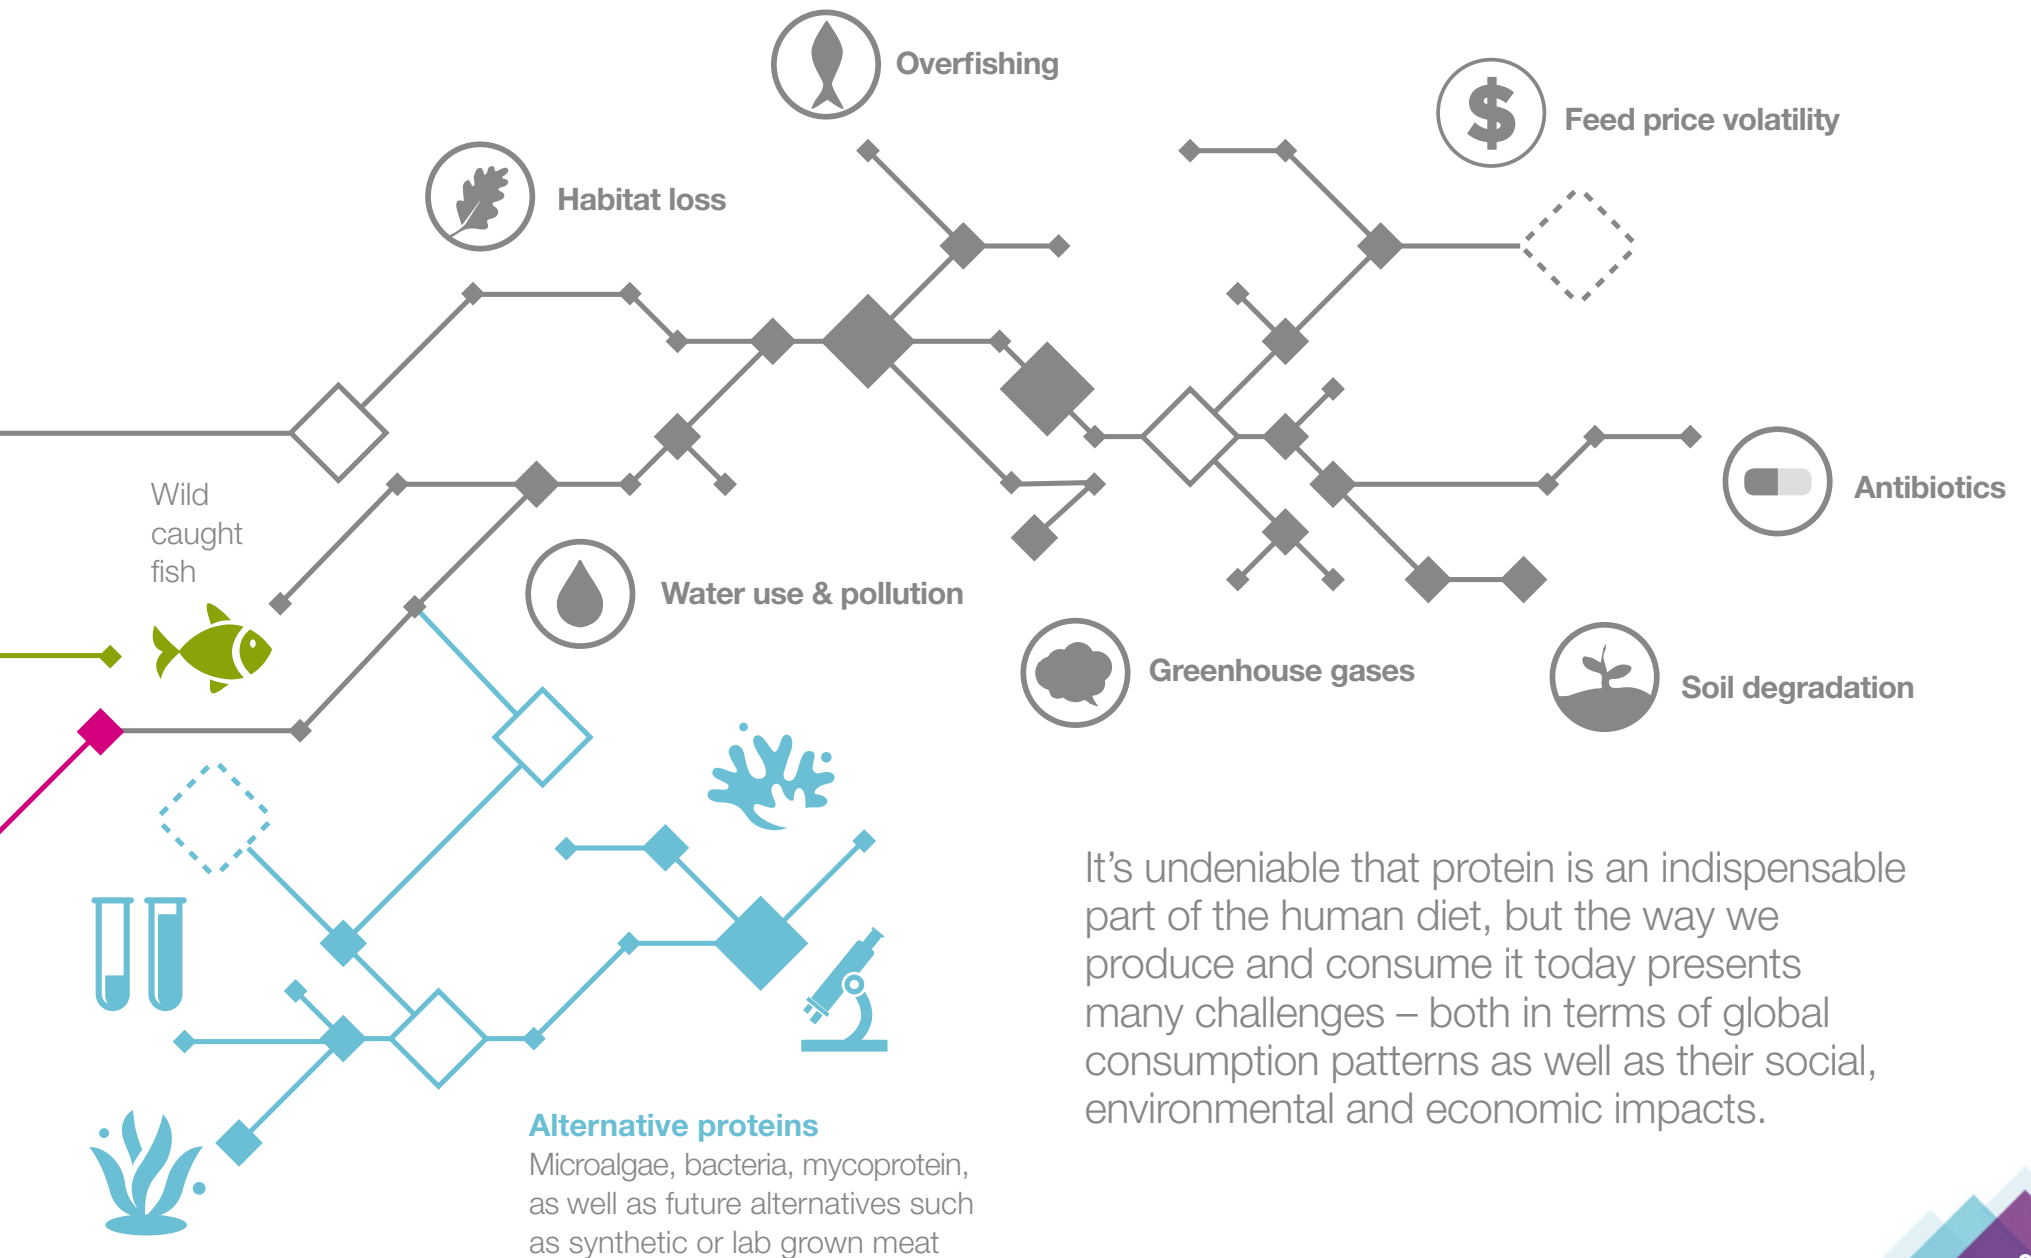 Overfishing
Feed price volatility
Habitat loss
Wild
caught
fish
Antibiotics
Water use & pollution
Greenhouse gases
Soil degradation
It’s undeniable that protein is an indispensable
part of the human diet, but the way we
produce and consume it today presents
many challenges – both in terms of global
consumption patterns as well as their social,
environmental and economic impacts.
Alternative proteins
Microalgae, bacteria, mycoprotein,
as well as future alternatives such
as synthetic or lab grown meat